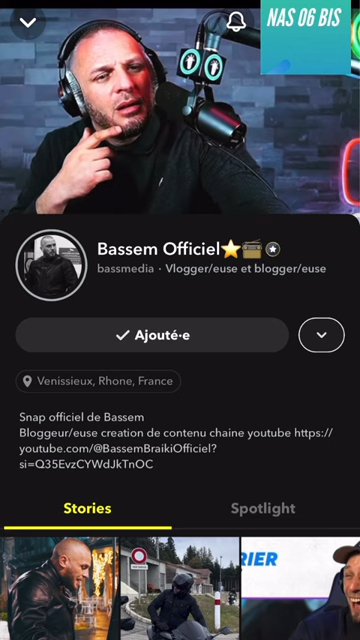 NAS 06 BIS
Bassem Officiel⭐🗃️
bassmedia · Vlogger/euse et blogger/euse
Ajouté·e
Venissieux, Rhone, France
Snap officiel de Bassem
Bloggeur/euse creation de contenu chaine youtube https://
youtube.com/@BassemBraikiOfficiel?
si=Q35EvzCYWdJkTnOC
Stories
Spotlight
RIER